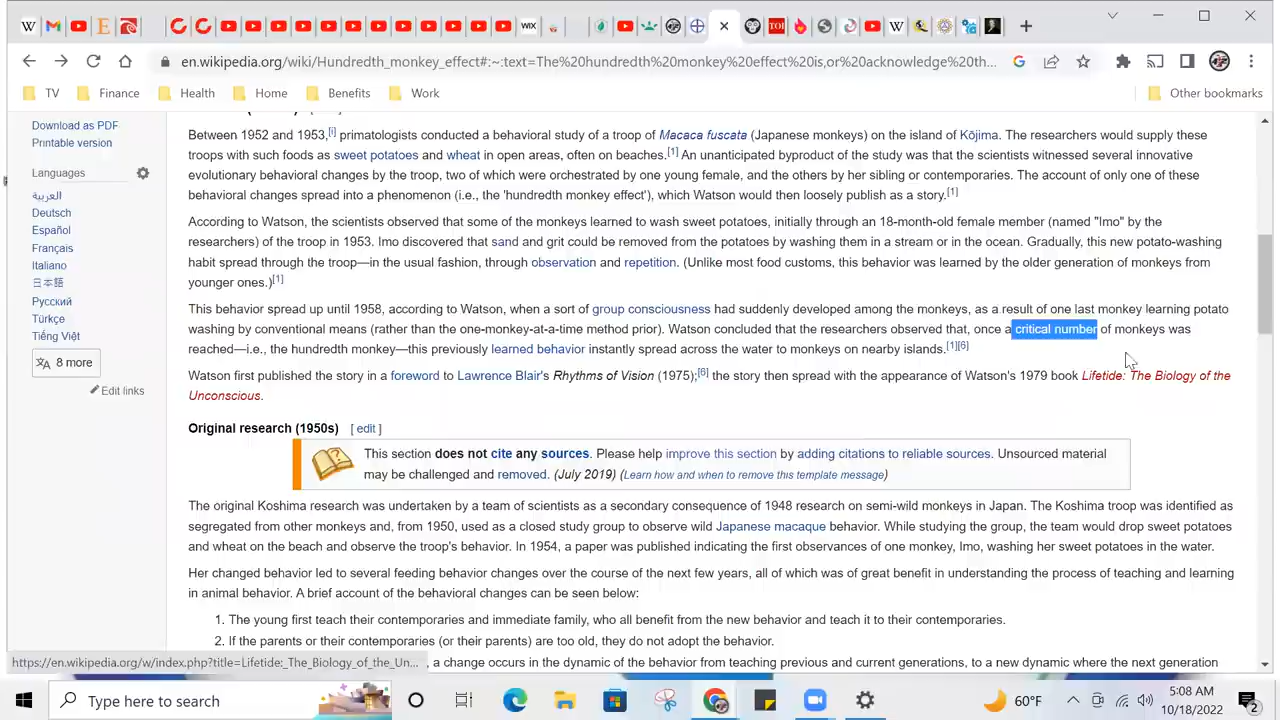 WIX
TOI
en.wikipedia.org/wiki/Hundredth_monkey_effect#:~:text=The%20hundredth%20monkey%20effect%20is,or%20acknowledge%20th...
TV Finance Health Home Benefits Work Other bookmarks
Download as PDF
Printable version
Languages
العربية
Deutsch
Español
Français
Italiano
日本語
Русский
Türkçe
Tiếng Việt
8 more
Edit links
Between 1952 and 1953,[i] primatologists conducted a behavioral study of a troop of Macaca fuscata (Japanese monkeys) on the island of Kōjima. The researchers would supply these
troops with such foods as sweet potatoes and wheat in open areas, often on beaches.[1] An unanticipated byproduct of the study was that the scientists witnessed several innovative
evolutionary behavioral changes by the troop, two of which were orchestrated by one young female, and the others by her sibling or contemporaries. The account of only one of these
behavioral changes spread into a phenomenon (i.e., the 'hundredth monkey effect'), which Watson would then loosely publish as a story.[1]
According to Watson, the scientists observed that some of the monkeys learned to wash sweet potatoes, initially through an 18-month-old female member (named "Imo" by the
researchers) of the troop in 1953. Imo discovered that sand and grit could be removed from the potatoes by washing them in a stream or in the ocean. Gradually, this new potato-washing
habit spread through the troop—in the usual fashion, through observation and repetition. (Unlike most food customs, this behavior was learned by the older generation of monkeys from
younger ones.)[1]
This behavior spread up until 1958, according to Watson, when a sort of group consciousness had suddenly developed among the monkeys, as a result of one last monkey learning potato
washing by conventional means (rather than the one-monkey-at-a-time method prior). Watson concluded that the researchers observed that, once a critical number of monkeys was
reached—i.e., the hundredth monkey—this previously learned behavior instantly spread across the water to monkeys on nearby islands.[1][6]
Watson first published the story in a foreword to Lawrence Blair's Rhythms of Vision (1975);[6] the story then spread with the appearance of Watson's 1979 book Lifetide: The Biology of the
Unconscious.
Original research (1950s) [ edit ]
This section does not cite any sources. Please help improve this section by adding citations to reliable sources. Unsourced material
may be challenged and removed. (July 2019) (Learn how and when to remove this template message)
The original Koshima research was undertaken by a team of scientists as a secondary consequence of 1948 research on semi-wild monkeys in Japan. The Koshima troop was identified as
segregated from other monkeys and, from 1950, used as a closed study group to observe wild Japanese macaque behavior. While studying the group, the team would drop sweet potatoes
and wheat on the beach and observe the troop's behavior. In 1954, a paper was published indicating the first observances of one monkey, Imo, washing her sweet potatoes in the water.
Her changed behavior led to several feeding behavior changes over the course of the next few years, all of which was of great benefit in understanding the process of teaching and learning
in animal behavior. A brief account of the behavioral changes can be seen below:
1. The young first teach their contemporaries and immediate family, who all benefit from the new behavior and teach it to their contemporaries.
2. If the parents or their contemporaries (or their parents) are too old, they do not adopt the behavior.
https://en.wikipedia.org/w/index.php?title=Lifetide:_The_Biology_of_the_Un...
, a change occurs in the dynamic of the behavior from teaching previous and current generations, to a new dynamic where the next generation
Type here to search
60°F
5:08 AM
10/18/2022
2